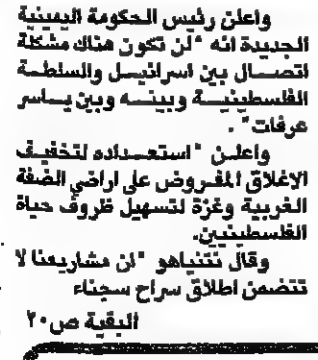 واعلن رئيس الحكومة اليمينية
الجديدة انه "لن تكون هناك مشكلة
اتصال بين اسرائيل والسلطة
الفلسطينية وبينه وبين ياسر
عرفات".
واعلن "استعداده لتخفيف
الاغلاق المفروض على اراضي الضفة
الغربية وغزة لتسهيل ظروف حياة
الفلسطينيين.
وقال نتنياهو "ان مشاريعنا لا
تتضمن اطلاق سراح سجناء
البقية ص٢٠